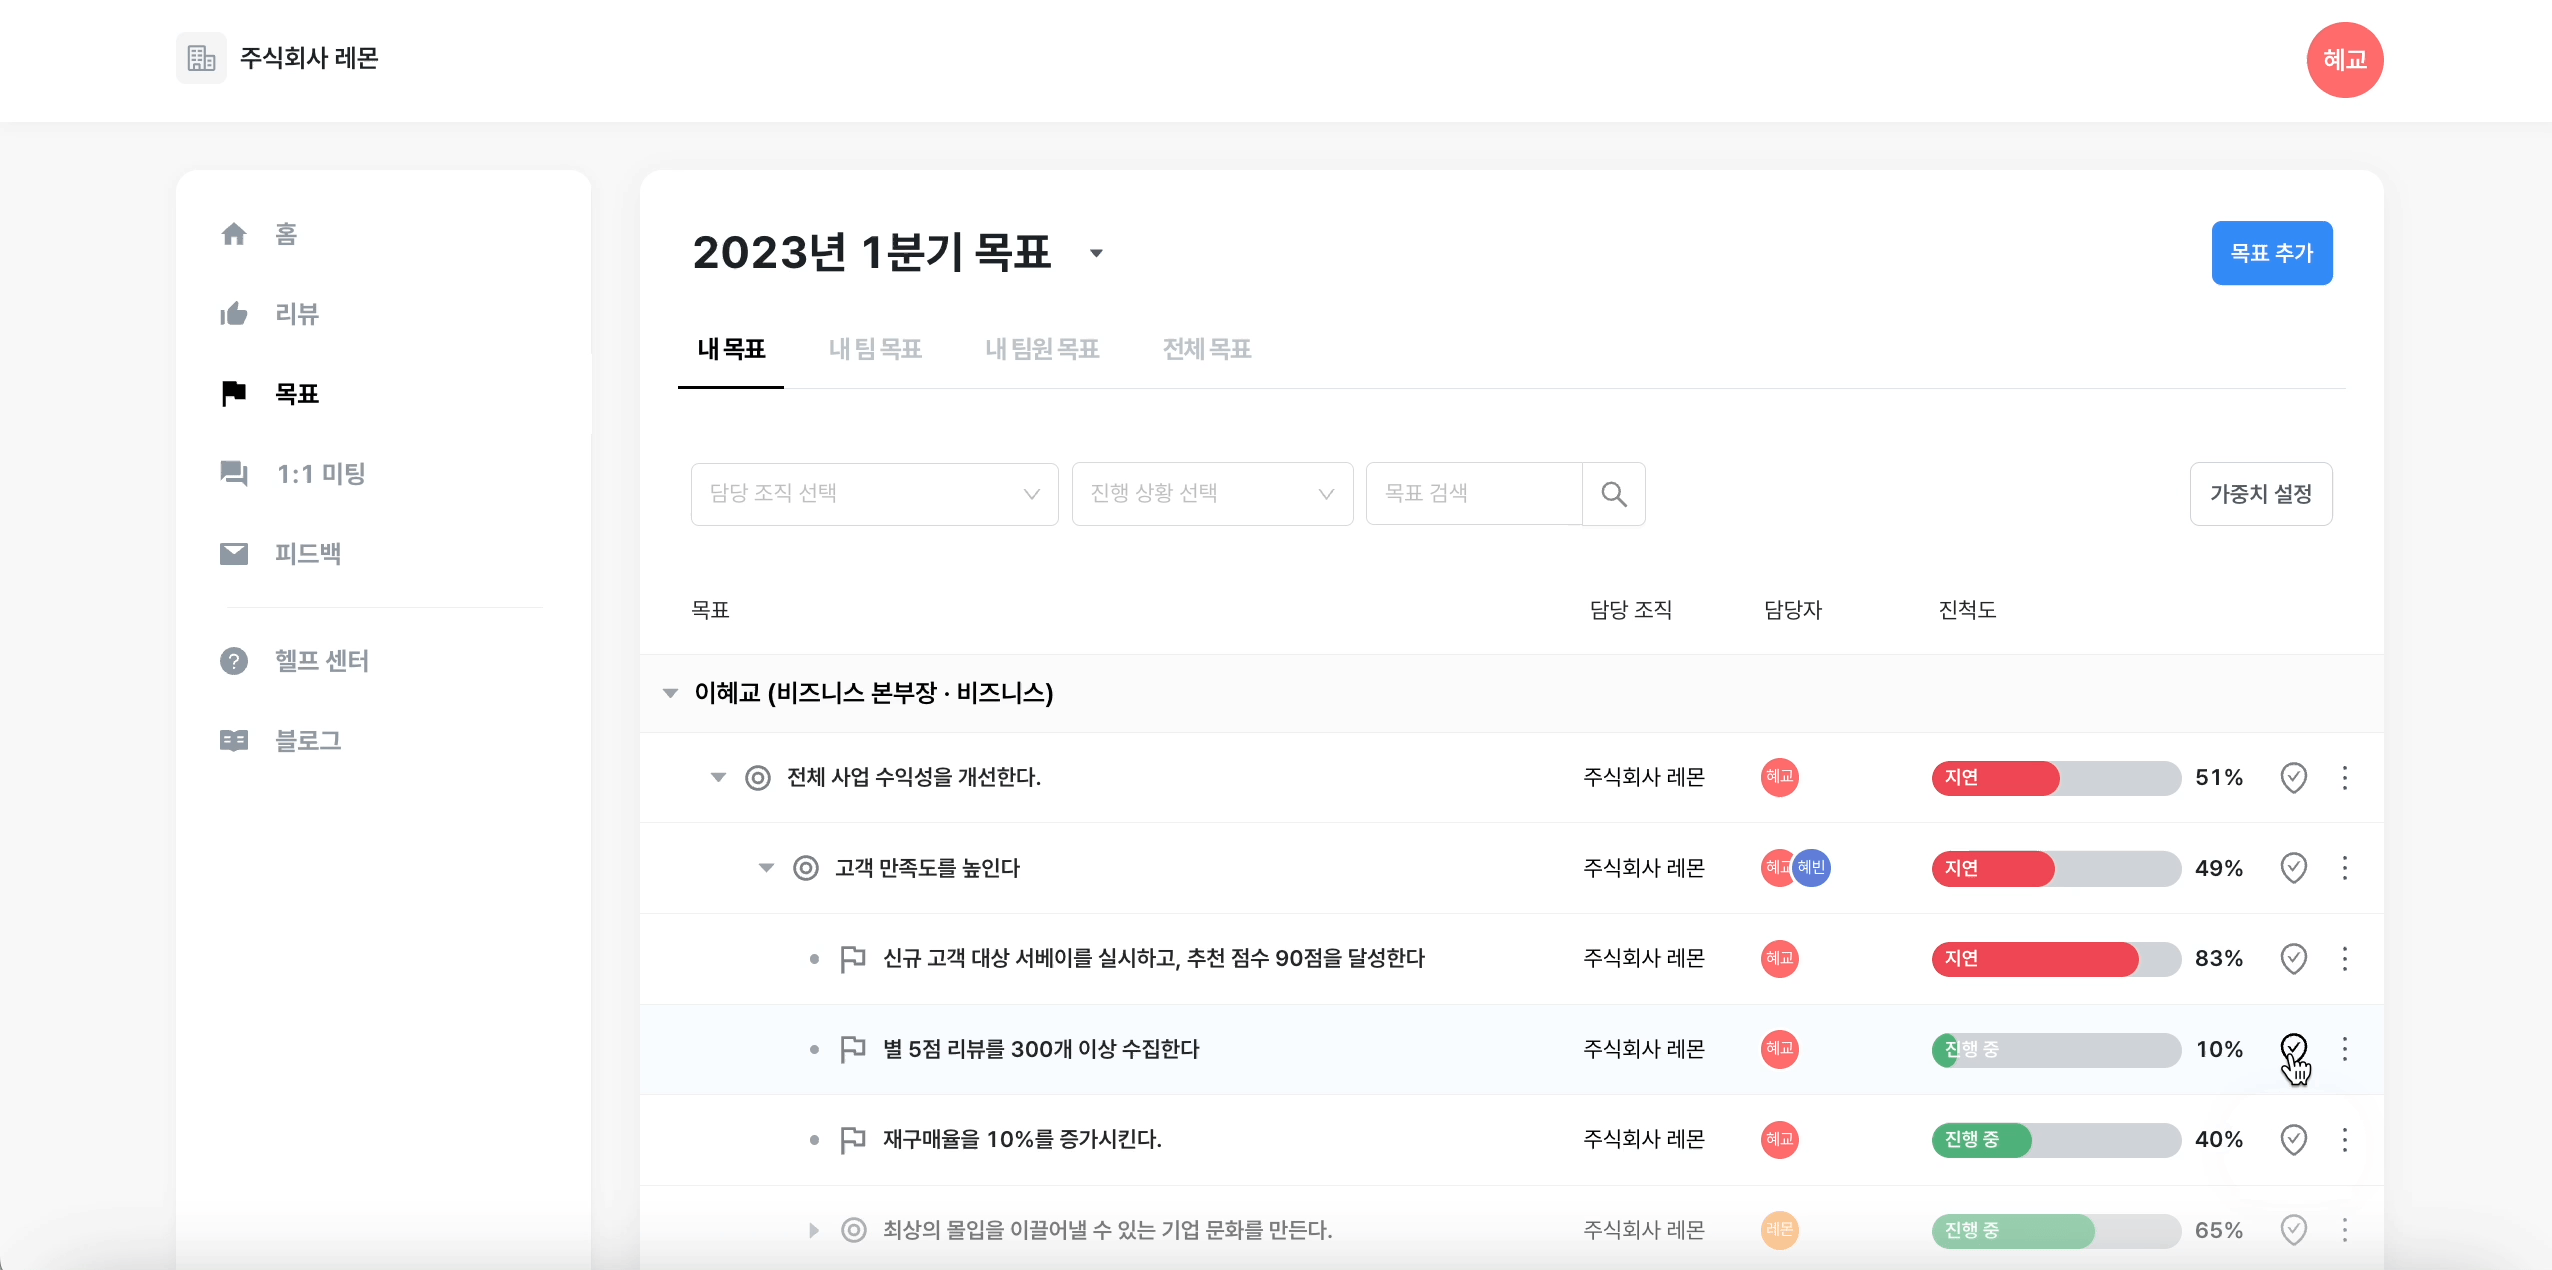 주식회사 레몬
혜교
홈
리뷰
목표
1:1 미팅
피드백
헬프 센터
블로그
2023년 1분기 목표
목표 추가
내 목표 내 팀 목표 내 팀원 목표 전체 목표
담당 조직 선택 진행 상황 선택 목표 검색 가중치 설정
목표 담당 조직 담당자 진척도
이혜교 (비즈니스 본부장 · 비즈니스)
전체 사업 수익성을 개선한다. 주식회사 레몬 혜교 지연 51%
고객 만족도를 높인다 주식회사 레몬 혜교 혜빈 지연 49%
신규 고객 대상 서베이를 실시하고, 추천 점수 90점을 달성한다 주식회사 레몬 혜교 지연 83%
별 5점 리뷰를 300개 이상 수집한다 주식회사 레몬 혜교 진행 중 10%
재구매율을 10%를 증가시킨다. 주식회사 레몬 혜교 진행 중 40%
최상의 몰입을 이끌어낼 수 있는 기업 문화를 만든다. 주식회사 레몬 레몬 진행 중 65%